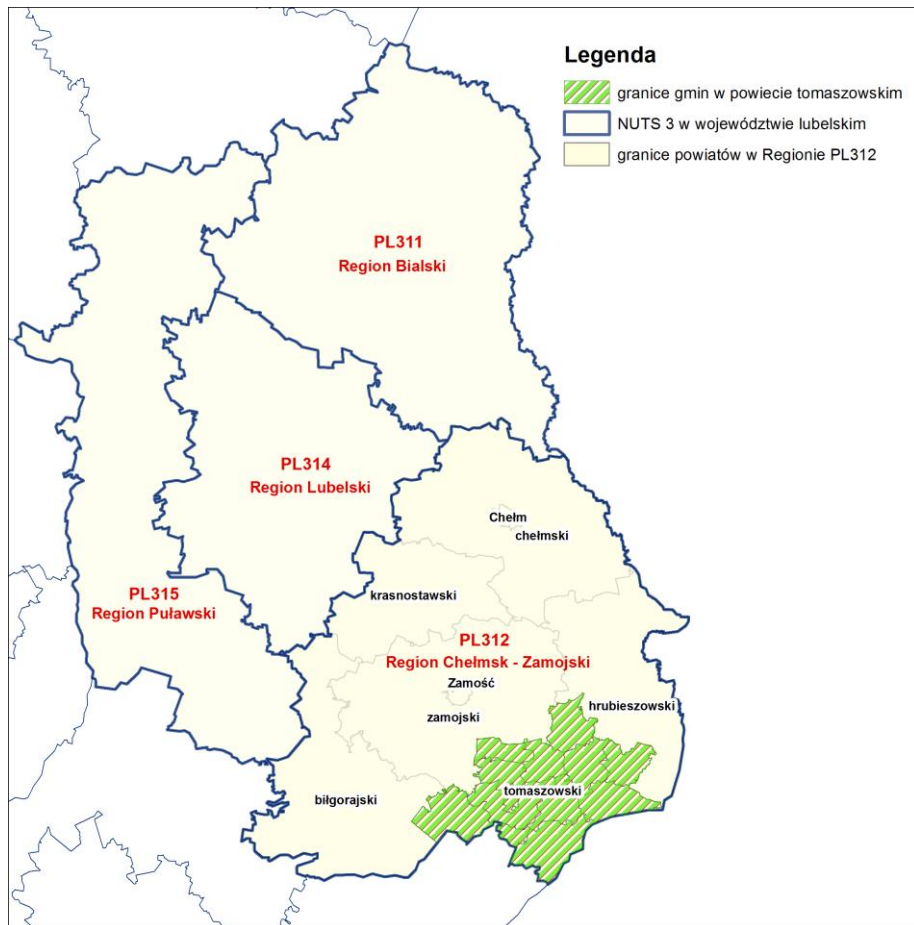 Legenda
granice gmin w powiecie tomaszowskim
NUTS 3 w województwie lubelskim
granice powiatów w Regionie PL312
PL311
Region Bialski
PL314
Region Lubelski
Chełm
chełmski
krasnostawski
PL315
Region Puławski
PL312
Region Chełmsk - Zamojski
Zamość
zamojski
hrubieszowski
tomaszowski
biłgorajski